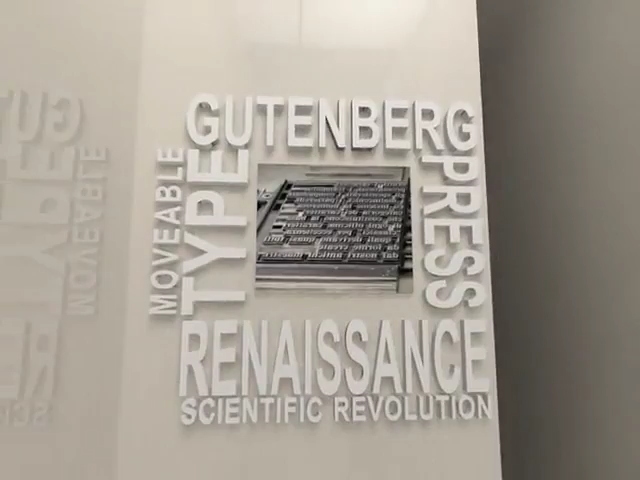 GUTENBERG
MOVEABLE
TYPE
PRESS
RENAISSANCE
SCIENTIFIC REVOLUTION